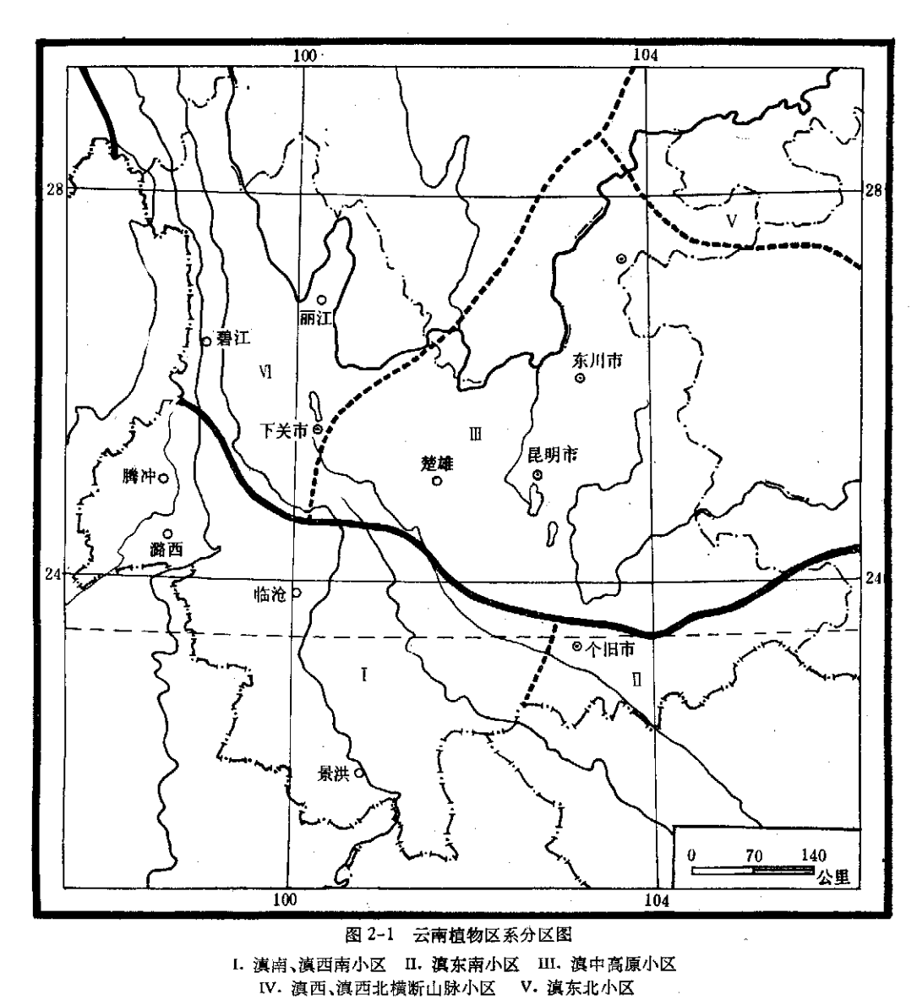 100 104
28 28
V
丽江
碧江
VI
东川市
下关市 III
楚雄 昆明市
腾冲
潞西
24 24
临沧
个旧市
I II
景洪
0 70 140
公里
100 104
图 2-1 云南植物区系分区图
I. 滇南、滇西南小区 II. 滇东南小区 III. 滇中高原小区
IV. 滇西、滇西北横断山脉小区 V. 滇东北小区